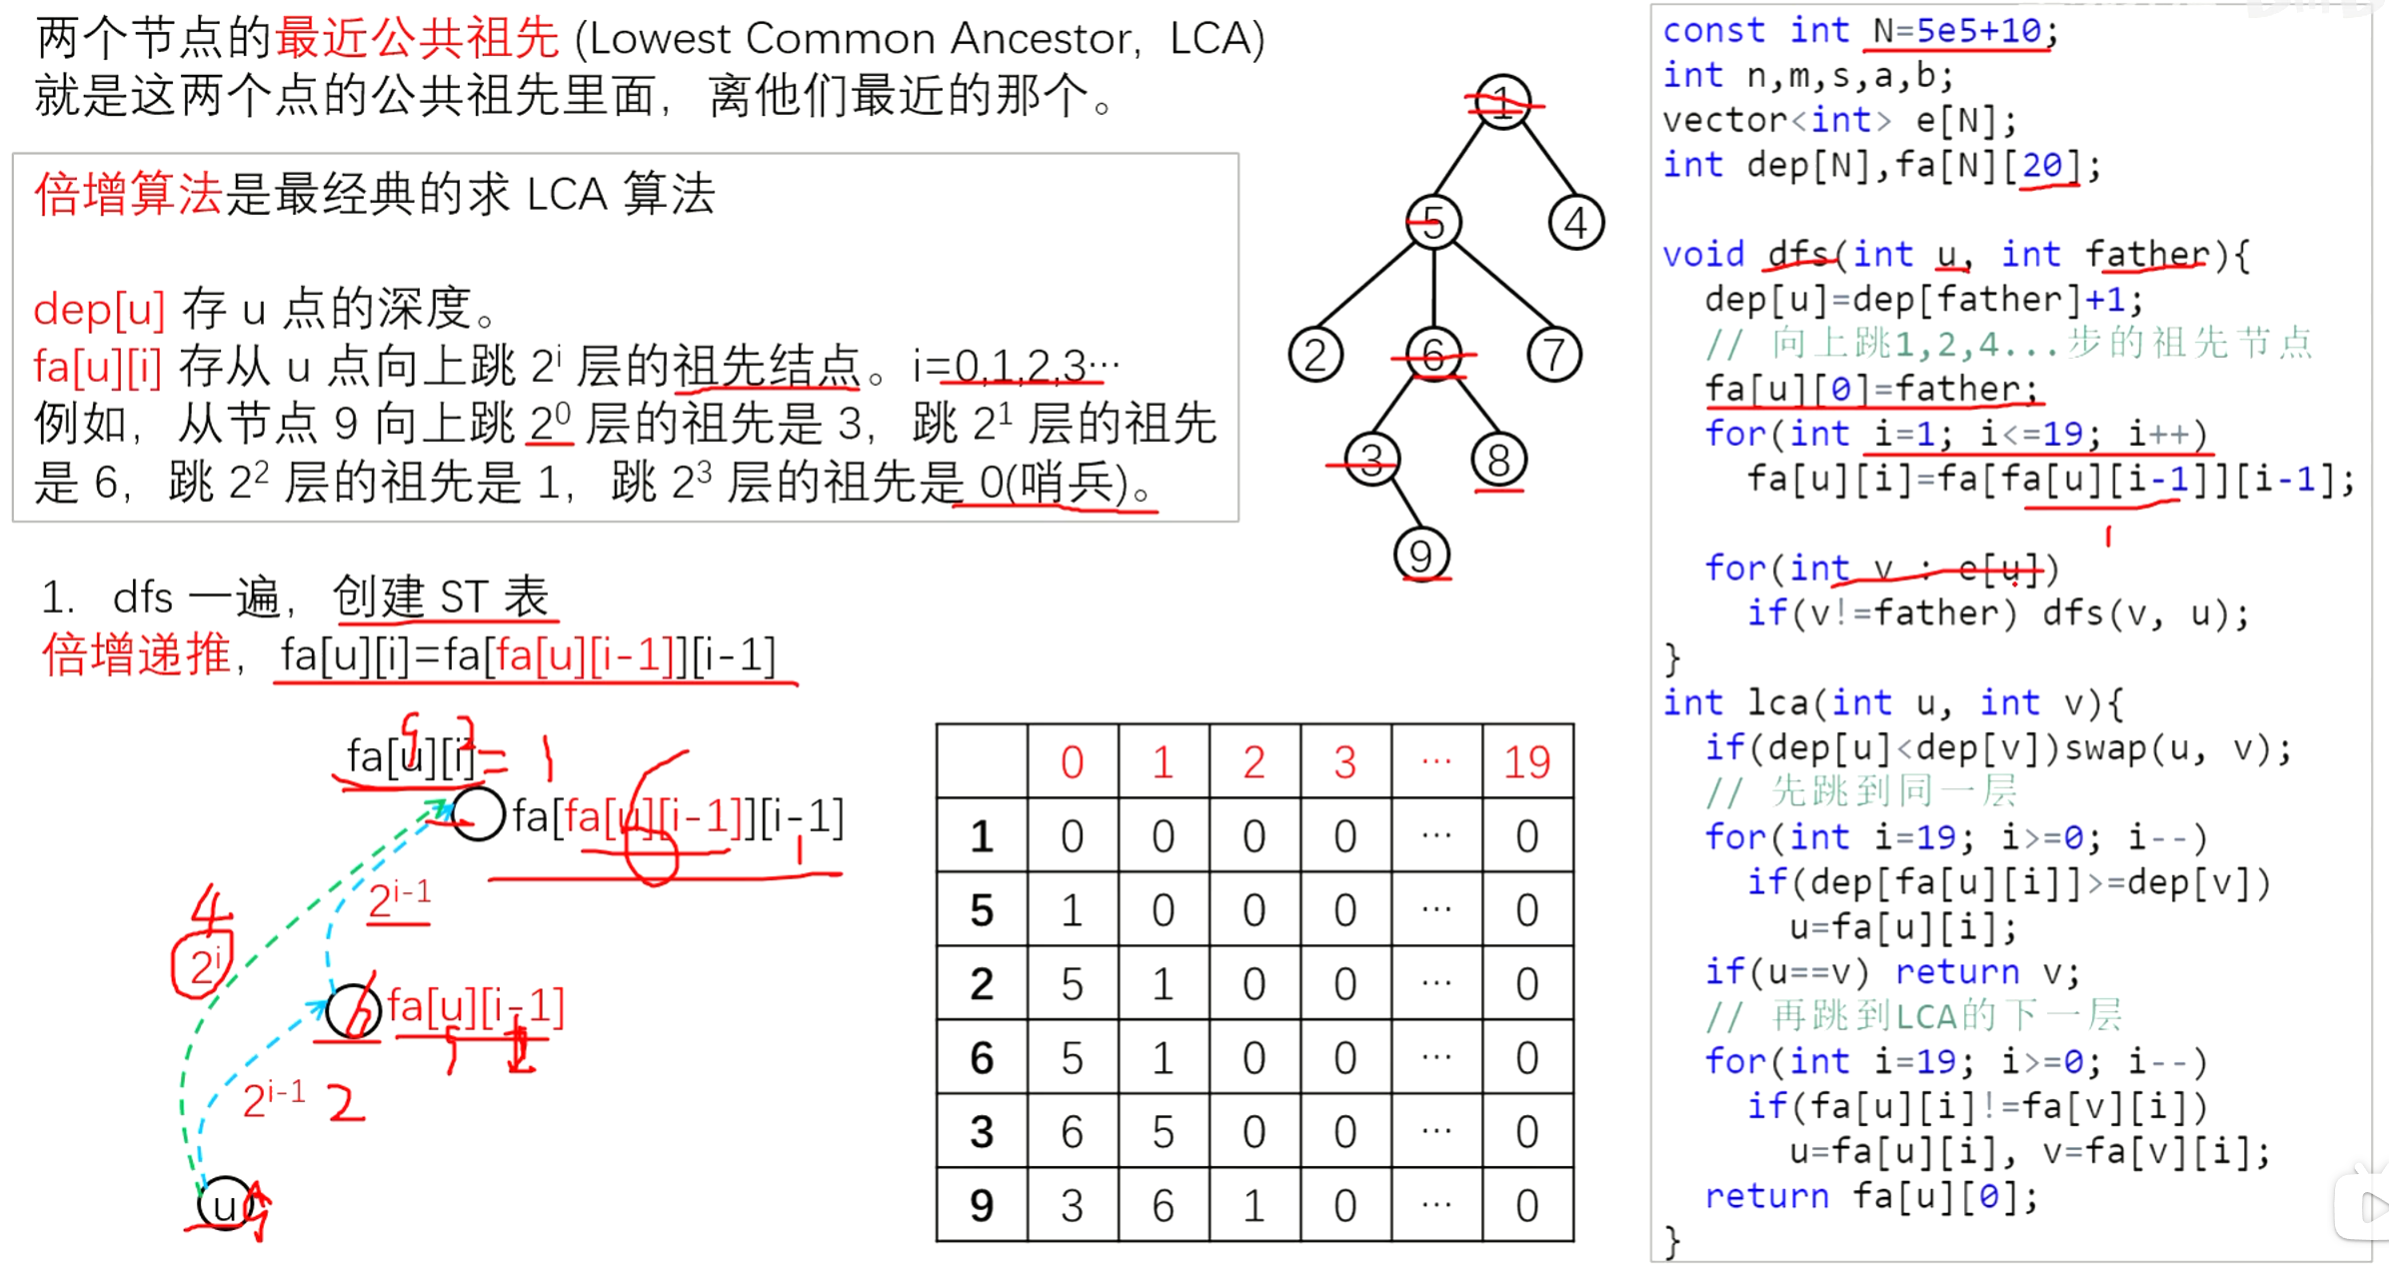 两个节点的最近公共祖先 (Lowest Common Ancestor, LCA)
就是这两个点的公共祖先里面，离他们最近的那个。
倍增算法是最经典的求 LCA 算法
dep[u] 存 u 点的深度。
fa[u][i] 存从 u 点向上跳 2^i 层的祖先结点。i=0,1,2,3…
例如，从节点 9 向上跳 2^0 层的祖先是 3，跳 2^1 层的祖先
是 6，跳 2^2 层的祖先是 1，跳 2^3 层的祖先是 0(哨兵)。
1. dfs 一遍，创建 ST 表
倍增递推，fa[u][i]=fa[fa[u][i-1]][i-1]
fa[u][i]
= 1
fa[fa[u][i-1]][i-1]
1
2^{i-1}
4
2^i
6
fa[u][i-1]
2^{i-1} 2
u
1
5 4
2 6 7
3 8
9
0 1 2 3 … 19
1 0 0 0 0 … 0
5 1 0 0 0 … 0
2 5 1 0 0 … 0
6 5 1 0 0 … 0
3 6 5 0 0 … 0
9 3 6 1 0 … 0
const int N=5e5+10;
int n,m,s,a,b;
vector<int> e[N];
int dep[N],fa[N][20];
void dfs(int u, int father){
dep[u]=dep[father]+1;
// 向上跳1,2,4...步的祖先节点
fa[u][0]=father;
for(int i=1; i<=19; i++)
fa[u][i]=fa[fa[u][i-1]][i-1];
for(int v : e[u])
if(v!=father) dfs(v, u);
}
int lca(int u, int v){
if(dep[u]<dep[v])swap(u, v);
// 先跳到同一层
for(int i=19; i>=0; i--)
if(dep[fa[u][i]]>=dep[v])
u=fa[u][i];
if(u==v) return v;
// 再跳到LCA的下一层
for(int i=19; i>=0; i--)
if(fa[u][i]!=fa[v][i])
u=fa[u][i], v=fa[v][i];
return fa[u][0];
}